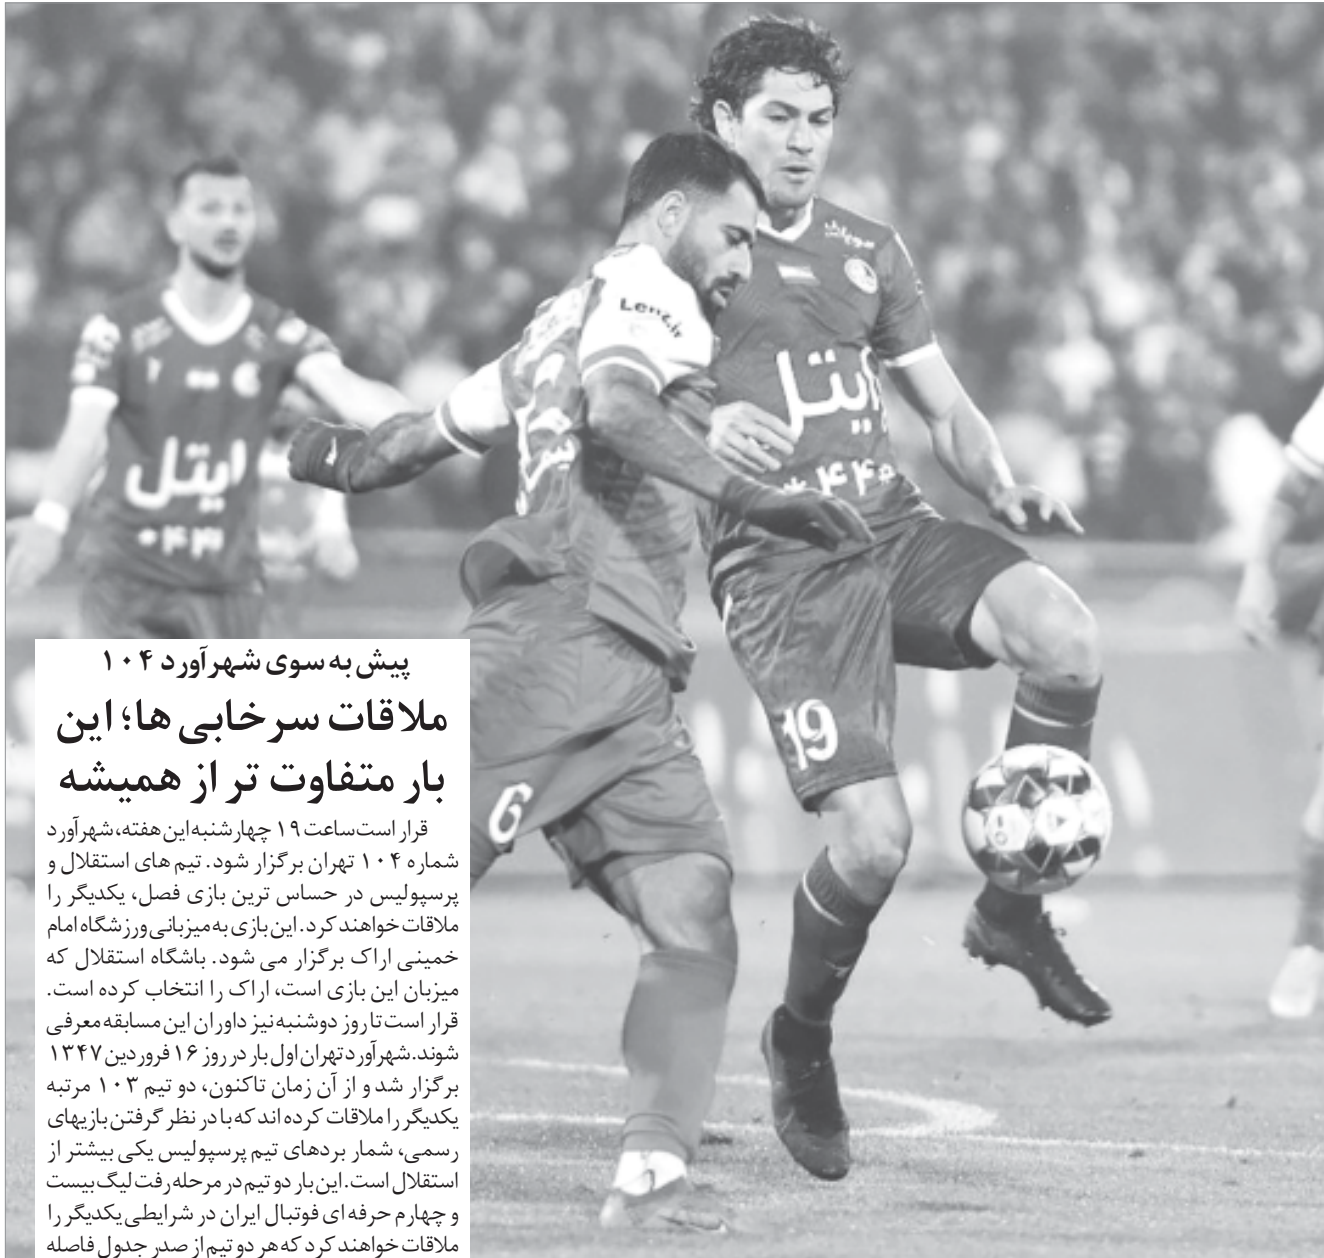 Lenz.ir
ایتل
*۴۴*
ایتل
*۴۴
19
6
پیش به سوی شهرآورد ۱۰۴
ملاقات سرخابی ها؛ این
بار متفاوت تر از همیشه
قرار است ساعت ۱۹ چهارشنبه این هفته، شهرآورد
شماره ۱۰۴ تهران برگزار شود. تیم های استقلال و
پرسپولیس در حساس ترین بازی فصل، یکدیگر را
ملاقات خواهند کرد. این بازی به میزبانی ورزشگاه امام
خمینی اراک برگزار می شود. باشگاه استقلال که
میزبان این بازی است، اراک را انتخاب کرده است.
قرار است تا روز دوشنبه نیز داوران این مسابقه معرفی
شوند. شهرآورد تهران اول بار در روز ۱۶ فروردین ۱۳۴۷
برگزار شد و از آن زمان تاکنون، دو تیم ۱۰۳ مرتبه
یکدیگر را ملاقات کرده اند که با در نظر گرفتن بازیهای
رسمی، شمار بردهای تیم پرسپولیس یکی بیشتر از
استقلال است. این بار دو تیم در مرحله رفت لیگ بیست
و چهارم حرفه ای فوتبال ایران در شرایطی یکدیگر را
ملاقات خواهند کرد که هر دو تیم از صدر جدول فاصله